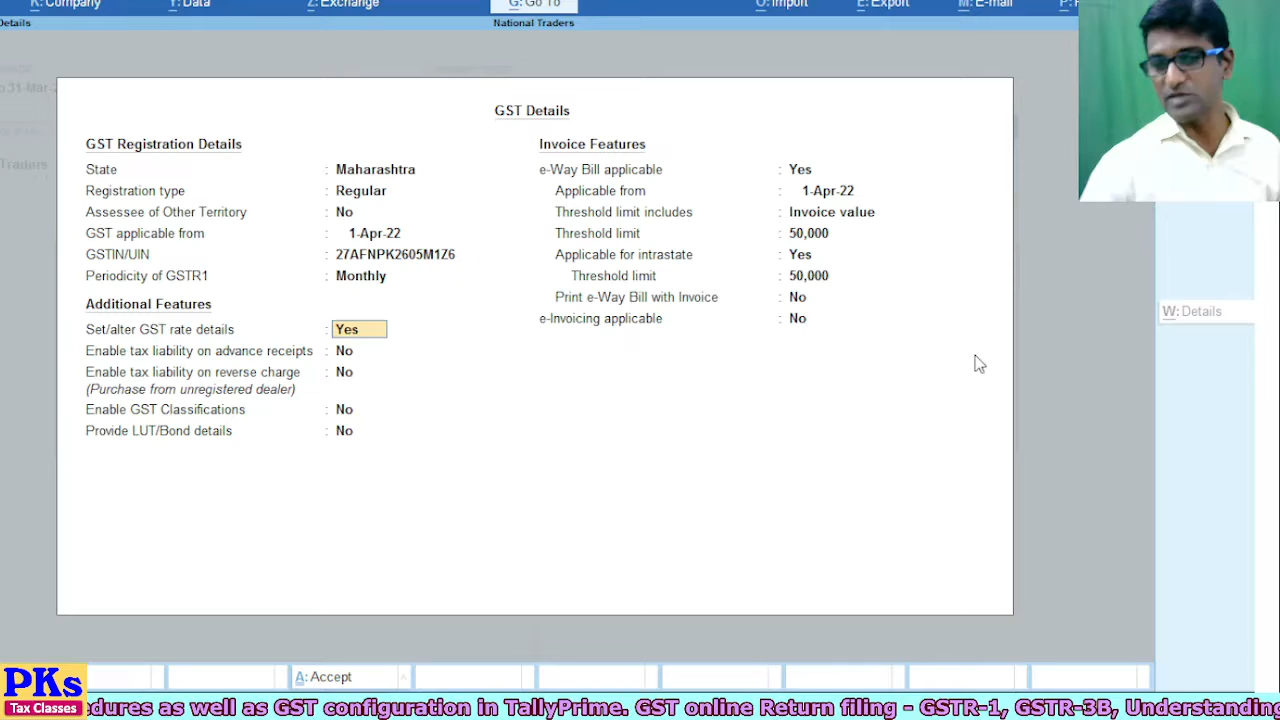 K: Company
Y: Data
Z: Exchange
G: Go To
O: Import
E: Export
M: E-mail
Details
National Traders
o 31-Mar-2
Traders
GST Details
GST Registration Details
State : Maharashtra
Registration type : Regular
Assessee of Other Territory : No
GST applicable from : 1-Apr-22
GSTIN/UIN : 27AFNPK2605M1Z6
Periodicity of GSTR1 : Monthly
Additional Features
Set/alter GST rate details : Yes
Enable tax liability on advance receipts : No
Enable tax liability on reverse charge : No
(Purchase from unregistered dealer)
Enable GST Classifications : No
Provide LUT/Bond details : No
Invoice Features
e-Way Bill applicable : Yes
Applicable from : 1-Apr-22
Threshold limit includes : Invoice value
Threshold limit : 50,000
Applicable for intrastate : Yes
Threshold limit : 50,000
Print e-Way Bill with Invoice : No
e-Invoicing applicable : No
W: Details
A: Accept
PKs
Tax Classes
edures as well as GST configuration in TallyPrime. GST online Return filing - GSTR-1, GSTR-3B, Understanding